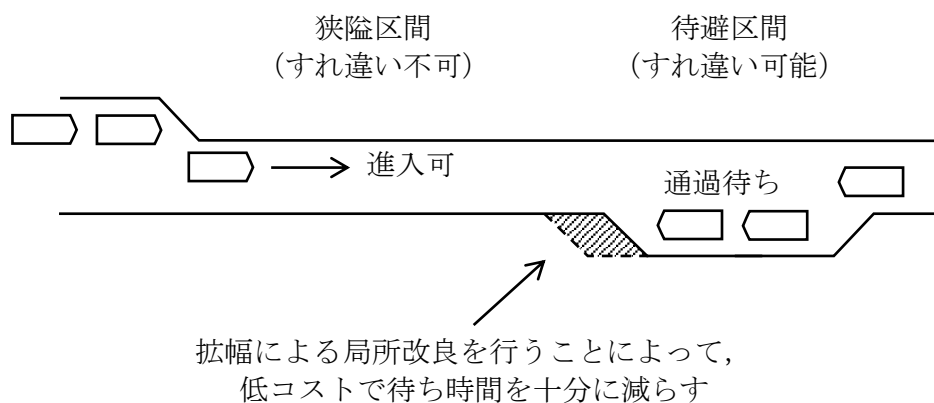 狭隘区間
(すれ違い不可)
待避区間
(すれ違い可能)
進入可
通過待ち
拡幅による局所改良を行うことによって,
低コストで待ち時間を十分に減らす